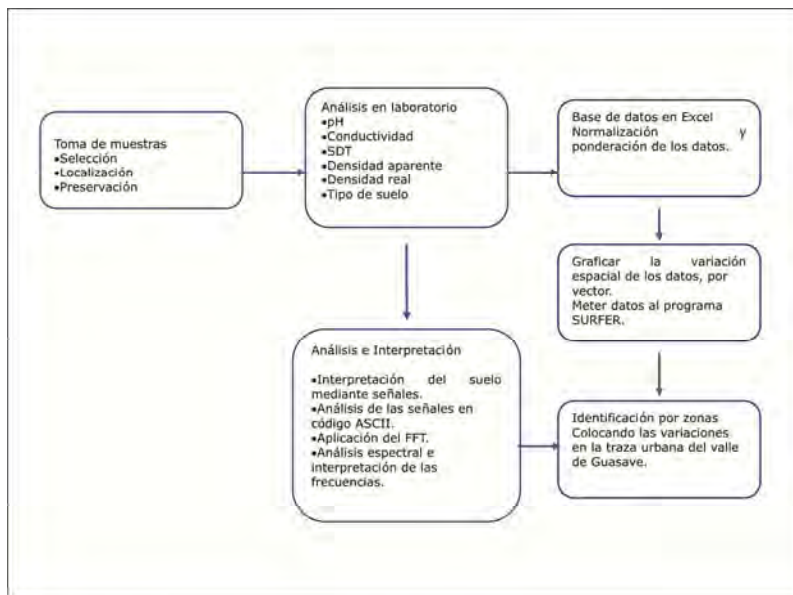 Toma de muestras
•Selección
•Localización
•Preservación
Análisis en laboratorio
•pH
•Conductividad
•SDT
•Densidad aparente
•Densidad real
•Tipo de suelo
Base de datos en Excel
Normalización y
ponderación de los datos.
Graficar la variación
espacial de los datos, por
vector.
Meter datos al programa
SURFER.
Análisis e Interpretación
•Interpretación del suelo
mediante señales.
•Análisis de las señales en
código ASCII.
•Aplicación del FFT.
•Análisis espectral e
interpretación de las
frecuencias.
Identificación por zonas
Colocando las variaciones
en la traza urbana del valle
de Guasave.